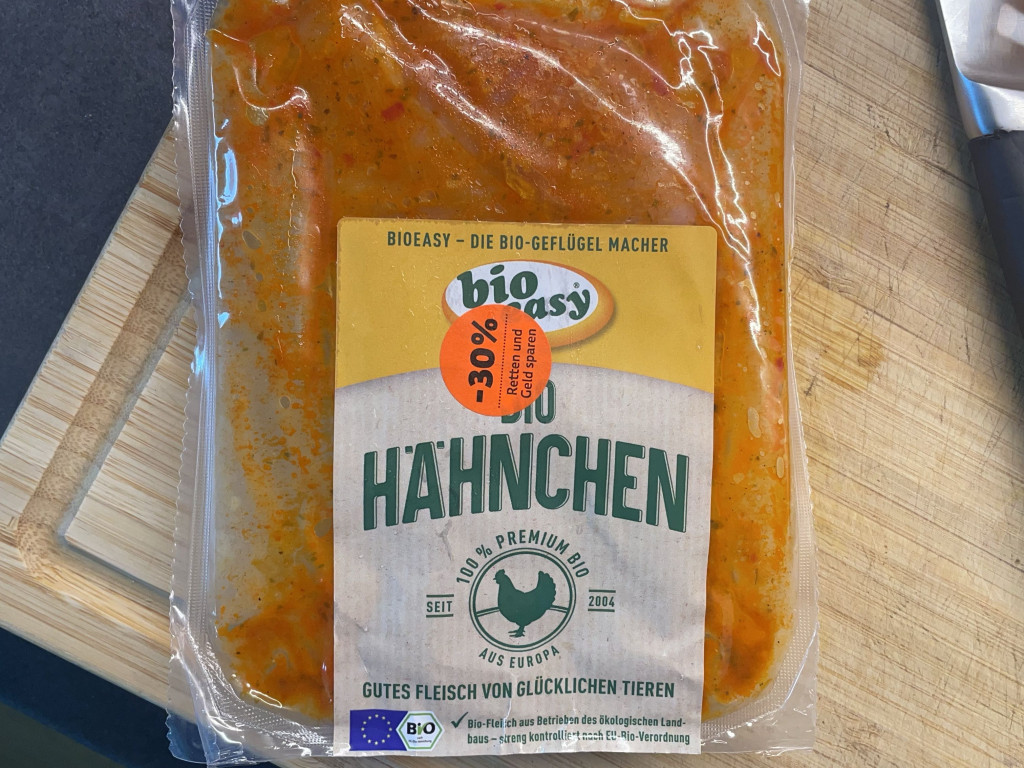 BIOEASY – DIE BIO-GEFLÜGEL MACHER
bio
easy®
-30%
Retten und
Geld sparen
BIO
HÄHNCHEN
100% PREMIUM BIO
SEIT
2004
AUS EUROPA
GUTES FLEISCH VON GLÜCKLICHEN TIEREN
BIO
✓ Bio-Fleisch aus Betrieben des ökologischen Land-
baus – streng kontrolliert nach EU-Bio-Verordnung